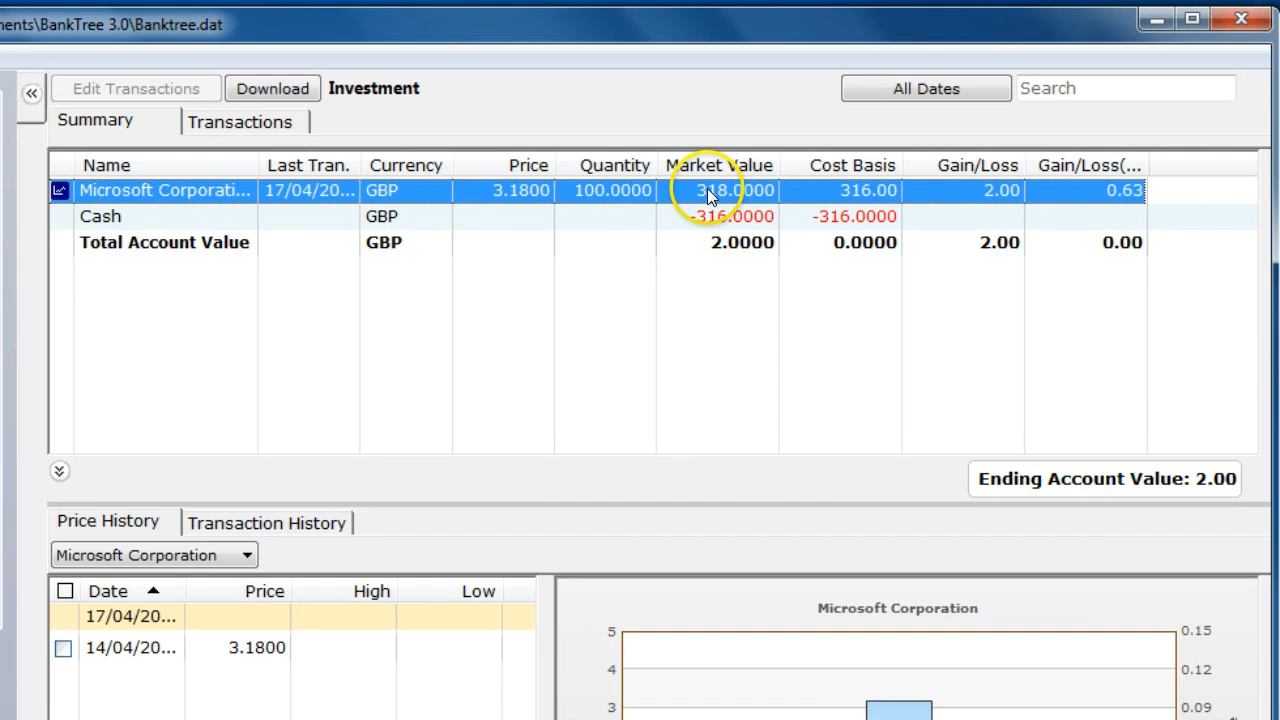 nents\BankTree 3.0\Banktree.dat
Edit Transactions Download Investment All Dates Search
Summary Transactions
Name Last Tran. Currency Price Quantity Market Value Cost Basis Gain/Loss Gain/Loss(...
Microsoft Corporati... 17/04/20... GBP 3.1800 100.0000 318.0000 316.00 2.00 0.63
Cash GBP -316.0000 -316.0000
Total Account Value GBP 2.0000 0.0000 2.00 0.00
Ending Account Value: 2.00
Price History Transaction History
Microsoft Corporation
Date Price High Low
17/04/20...
14/04/20... 3.1800
Microsoft Corporation
5 0.15
4 0.12
3 0.09